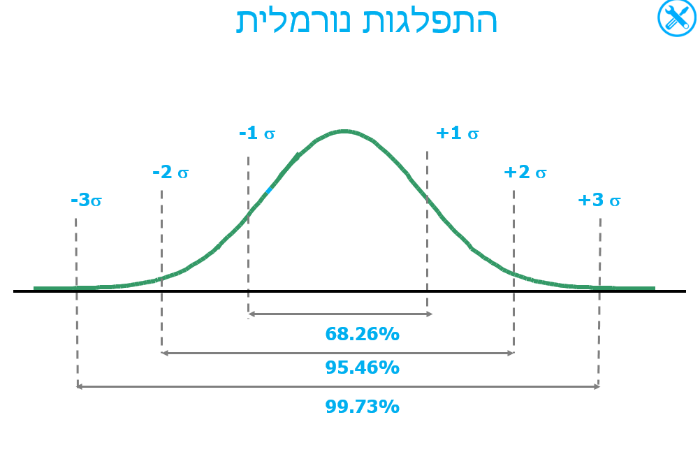 התפלגות נורמלית
-1 σ
+1 σ
-2 σ
+2 σ
-3σ
+3 σ
68.26%
95.46%
99.73%